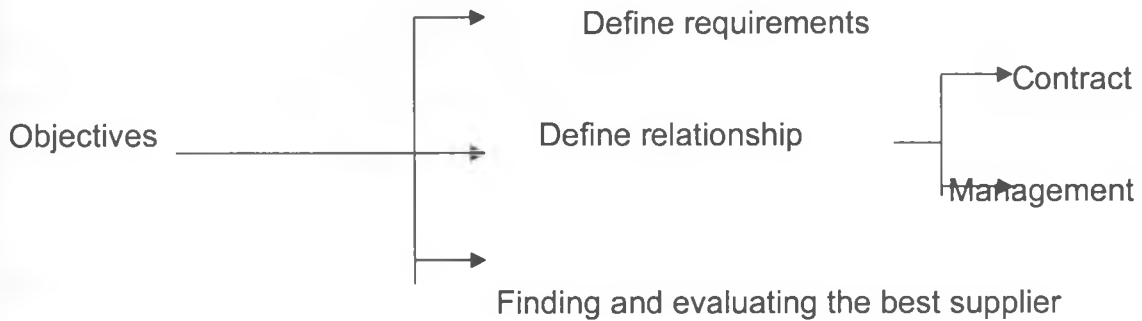 Define requirements
Contract
Objectives
Define relationship
Management
Finding and evaluating the best supplier